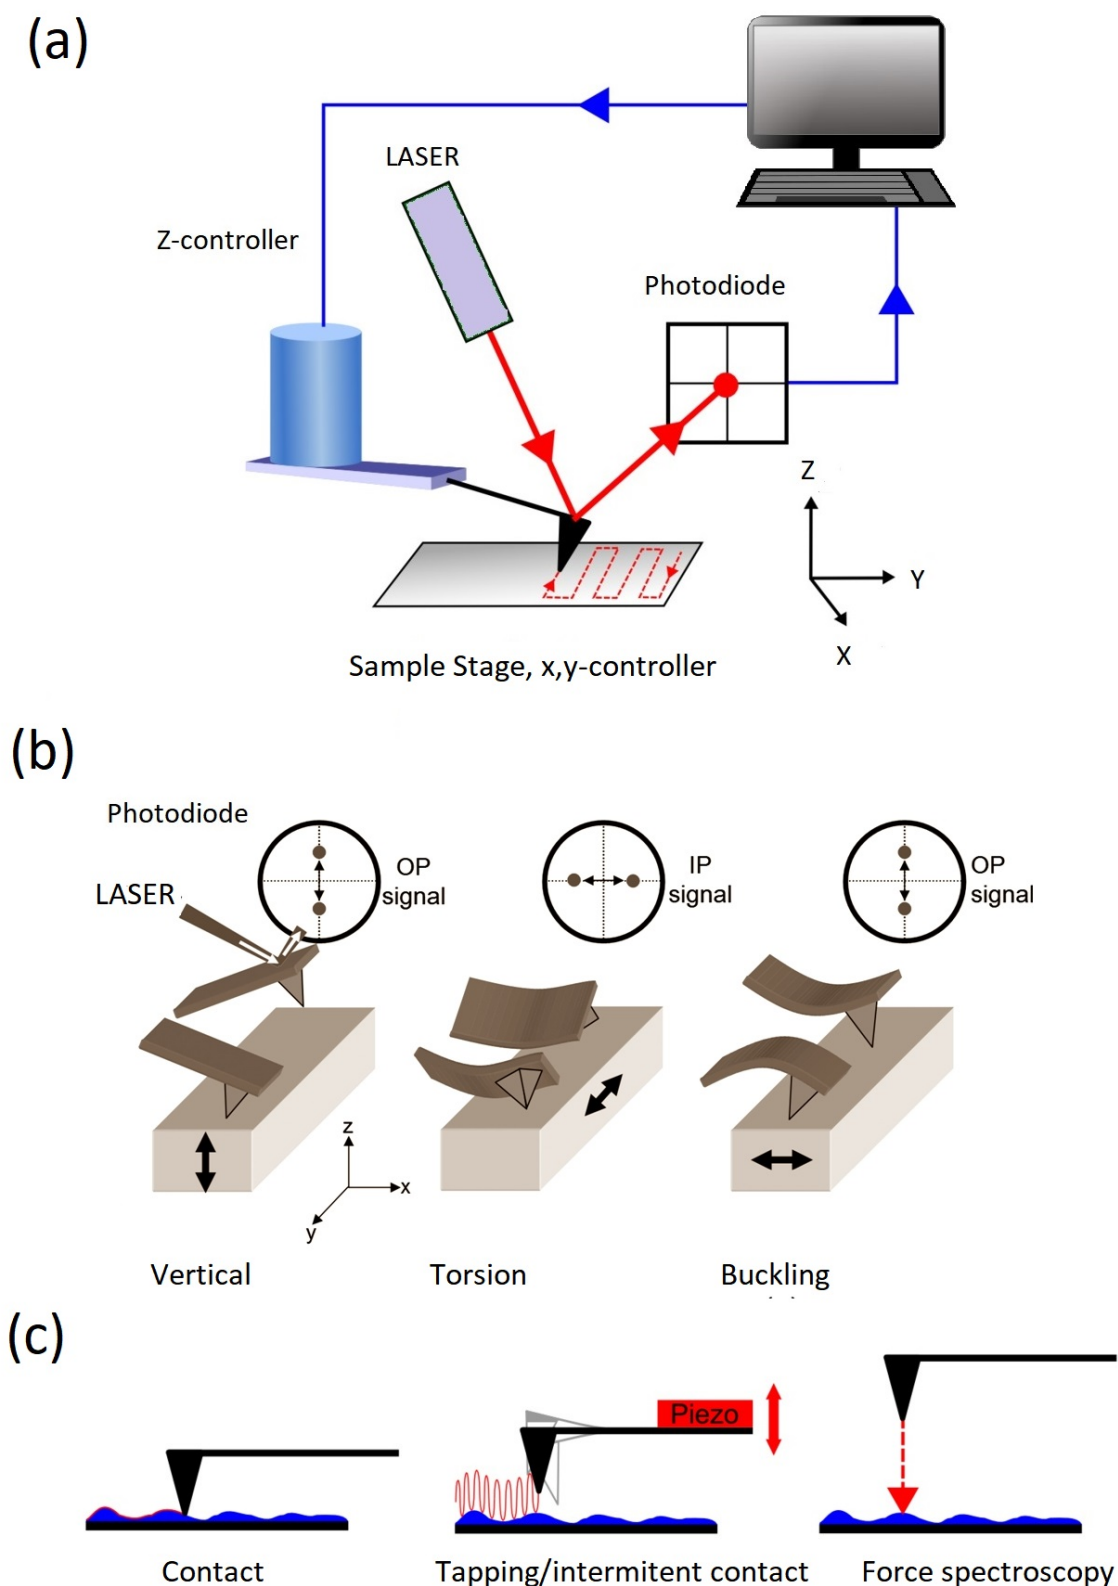 (a)
LASER
Z-controller
Photodiode
Z
Y
X
Sample Stage, x,y-controller
(b)
Photodiode
OP
signal
IP
signal
OP
signal
LASER
z
x
y
Vertical
Torsion
Buckling
(c)
Piezo
Contact
Tapping/intermitent contact
Force spectroscopy